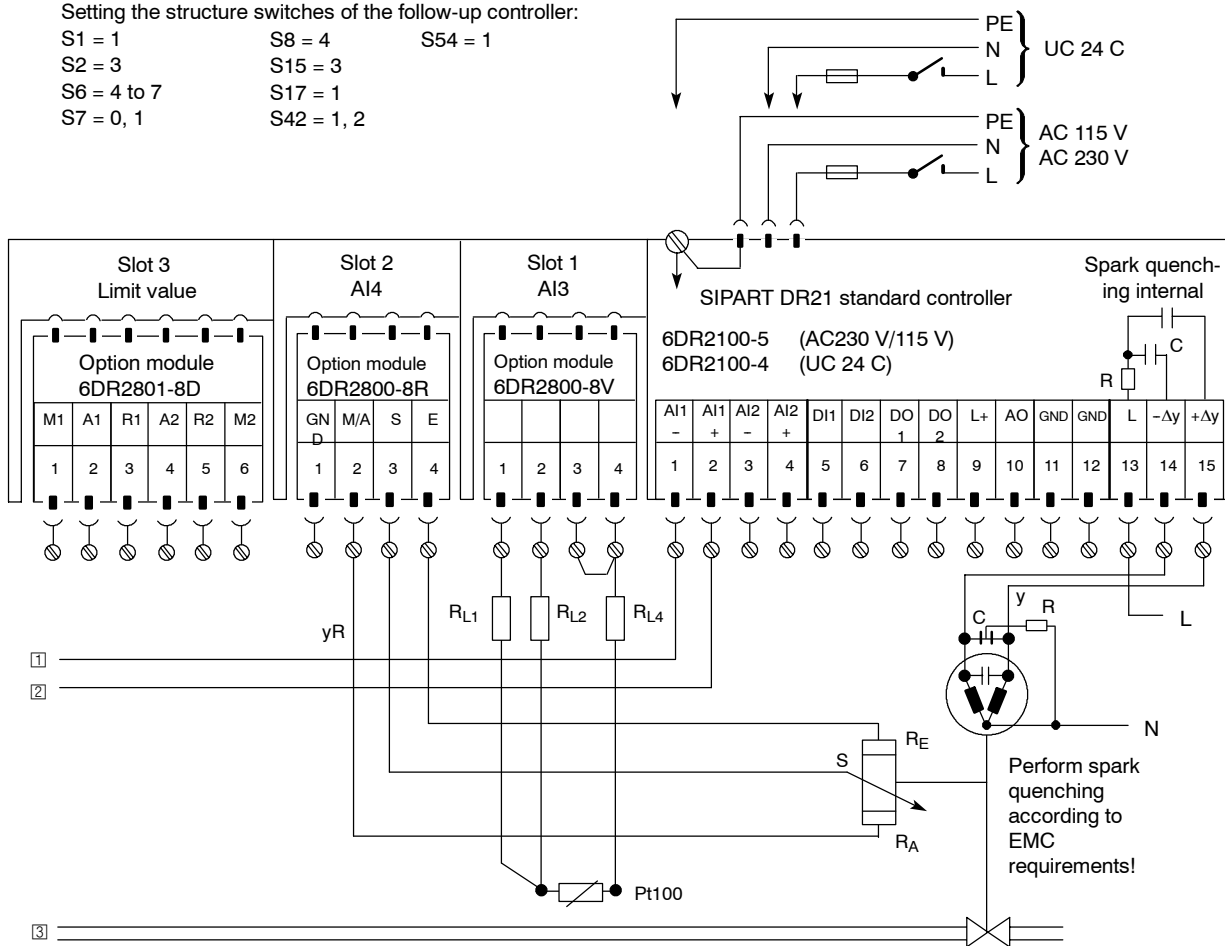 Setting the structure switches of the follow-up controller:
S1 = 1 S8 = 4 S54 = 1
S2 = 3 S15 = 3
S6 = 4 to 7 S17 = 1
S7 = 0, 1 S42 = 1, 2
PE
N UC 24 C
L
PE
N
L
AC 115 V
AC 230 V
Slot 3
Limit value
Option module
6DR2801-8D
M1 A1 R1 A2 R2 M2
1 2 3 4 5 6
Slot 2
AI4
Option module
6DR2800-8R
GN
D
M/A S E
1 2 3 4
Slot 1
AI3
Option module
6DR2800-8V
1 2 3 4
SIPART DR21 standard controller
6DR2100-5 (AC230 V/115 V)
6DR2100-4 (UC 24 C)
Spark quench-
ing internal
C
R
AI1
-
AI1
+
AI2
-
AI2
+
DI1 DI2
DO
1
DO
2
L+ AO GND GND L -Δy +Δy
1 2 3 4 5 6 7 8 9 10 11 12 13 14 15
yR
RL1 RL2 RL4
y
C R
L
N
1
2
S
RE
RA
Pt100
Perform spark
quenching
according to
EMC
requirements!
3